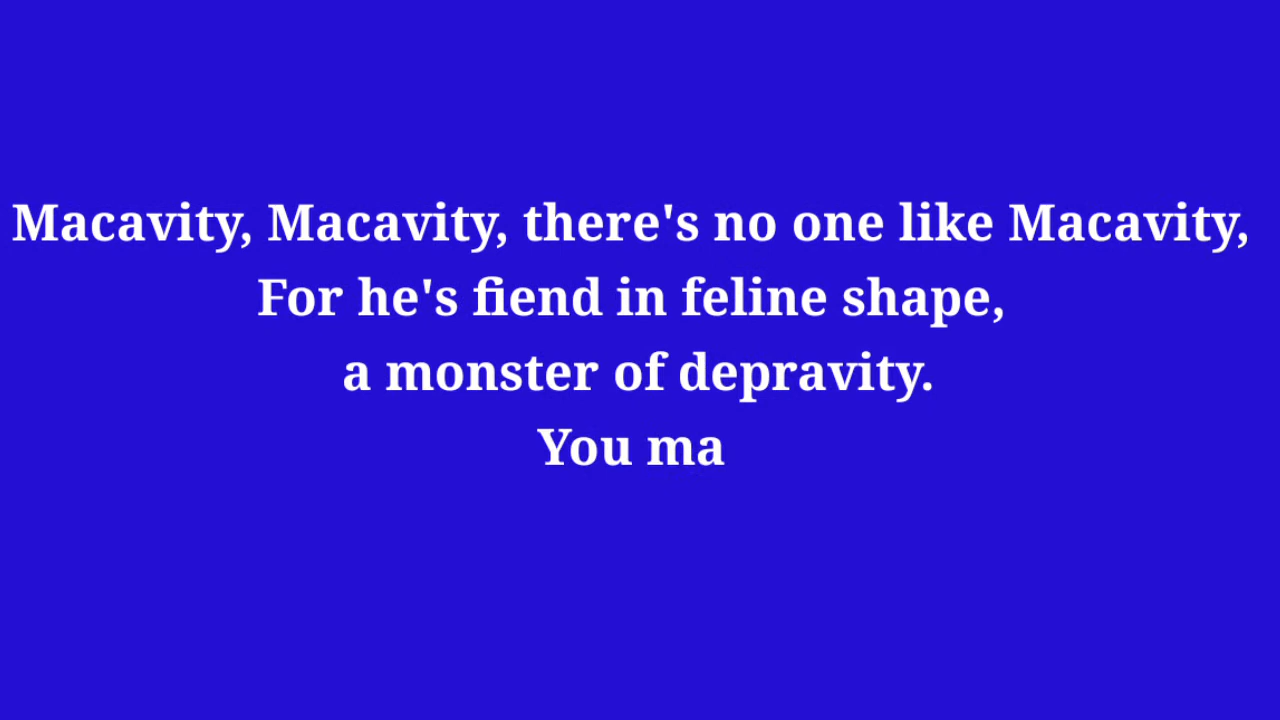 Macavity, Macavity, there's no one like Macavity,
For he's fiend in feline shape,
a monster of depravity.
You ma